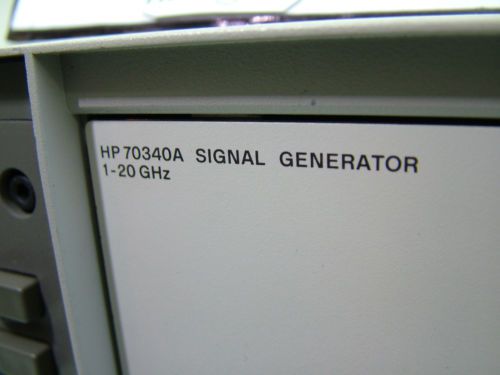 HP 70340A SIGNAL GENERATOR
1-20 GHz